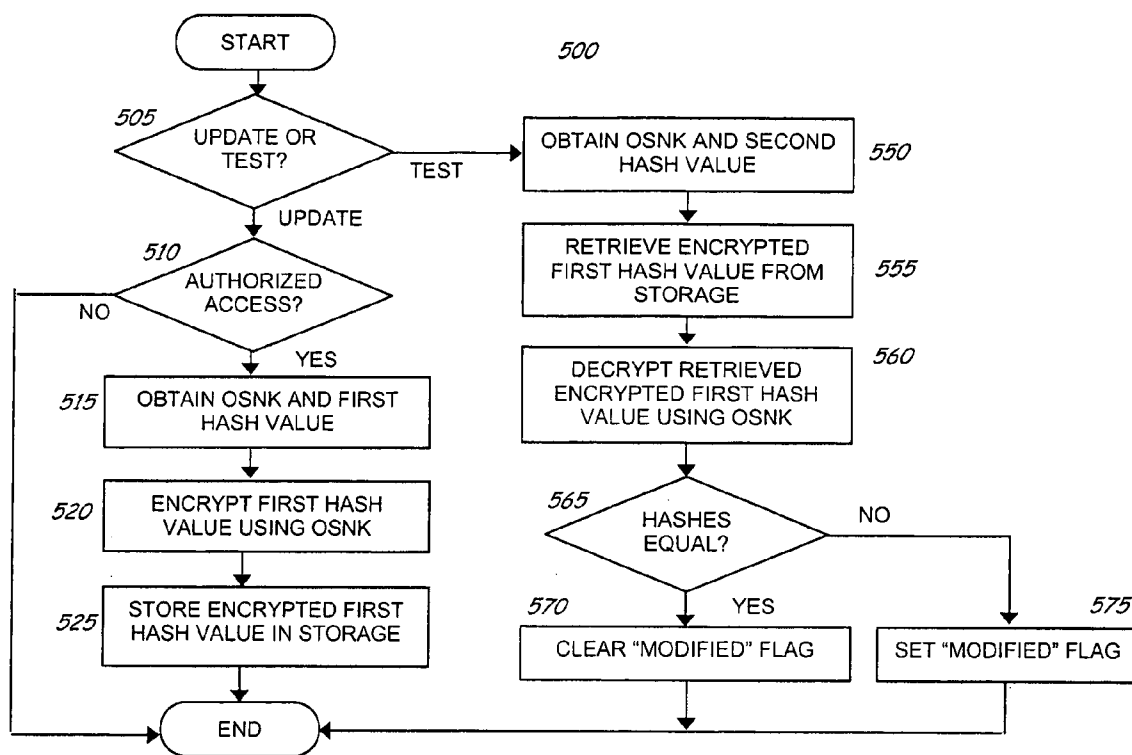 START
500
505
UPDATE OR
TEST?
TEST
UPDATE
OBTAIN OSNK AND SECOND
HASH VALUE
550
510
AUTHORIZED
ACCESS?
NO
YES
RETRIEVE ENCRYPTED
FIRST HASH VALUE FROM
STORAGE
555
515
OBTAIN OSNK AND FIRST
HASH VALUE
DECRYPT RETRIEVED
ENCRYPTED FIRST HASH
VALUE USING OSNK
560
520
ENCRYPT FIRST HASH
VALUE USING OSNK
565
HASHES
EQUAL?
NO
YES
525
STORE ENCRYPTED FIRST
HASH VALUE IN STORAGE
570
CLEAR "MODIFIED" FLAG
575
SET "MODIFIED" FLAG
END